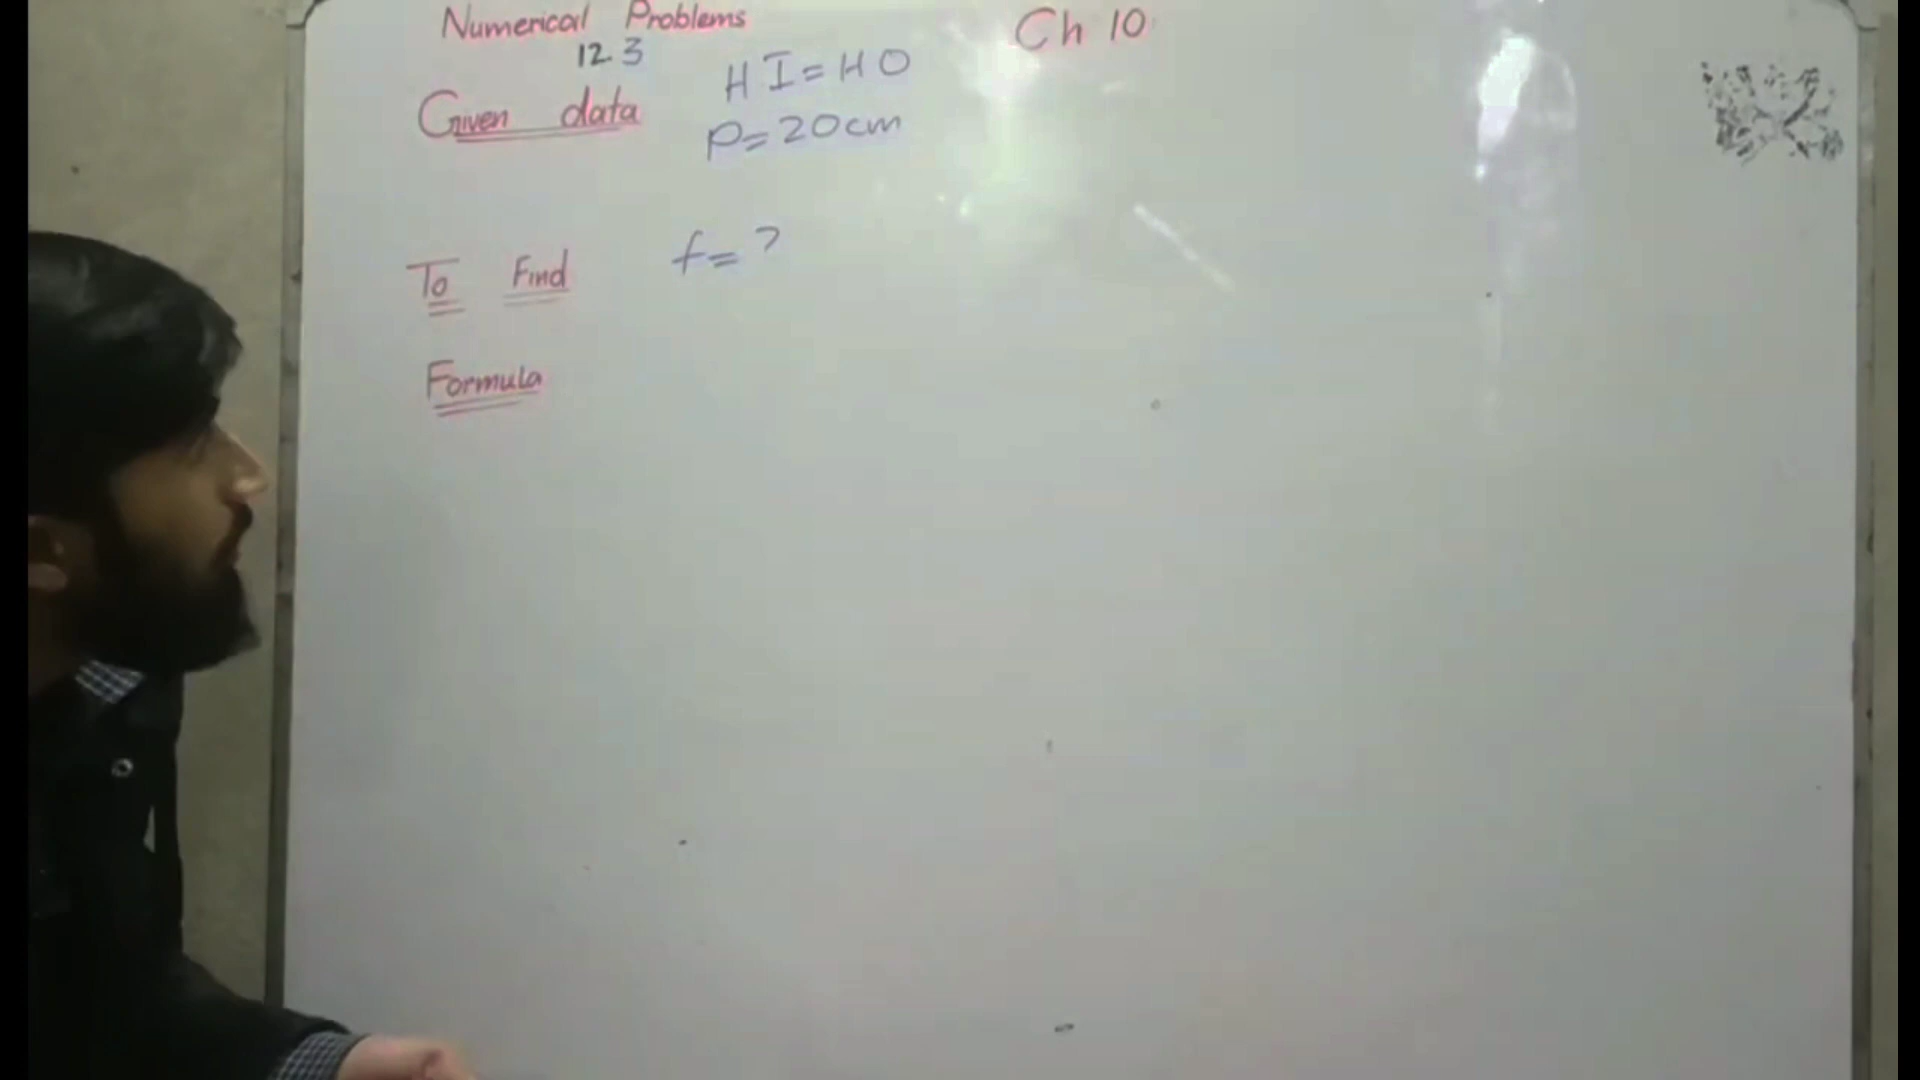 Numerical Problems
Ch 10
12.3
Given data
HI = HO
P = 20cm
To Find
f = ?
Formula